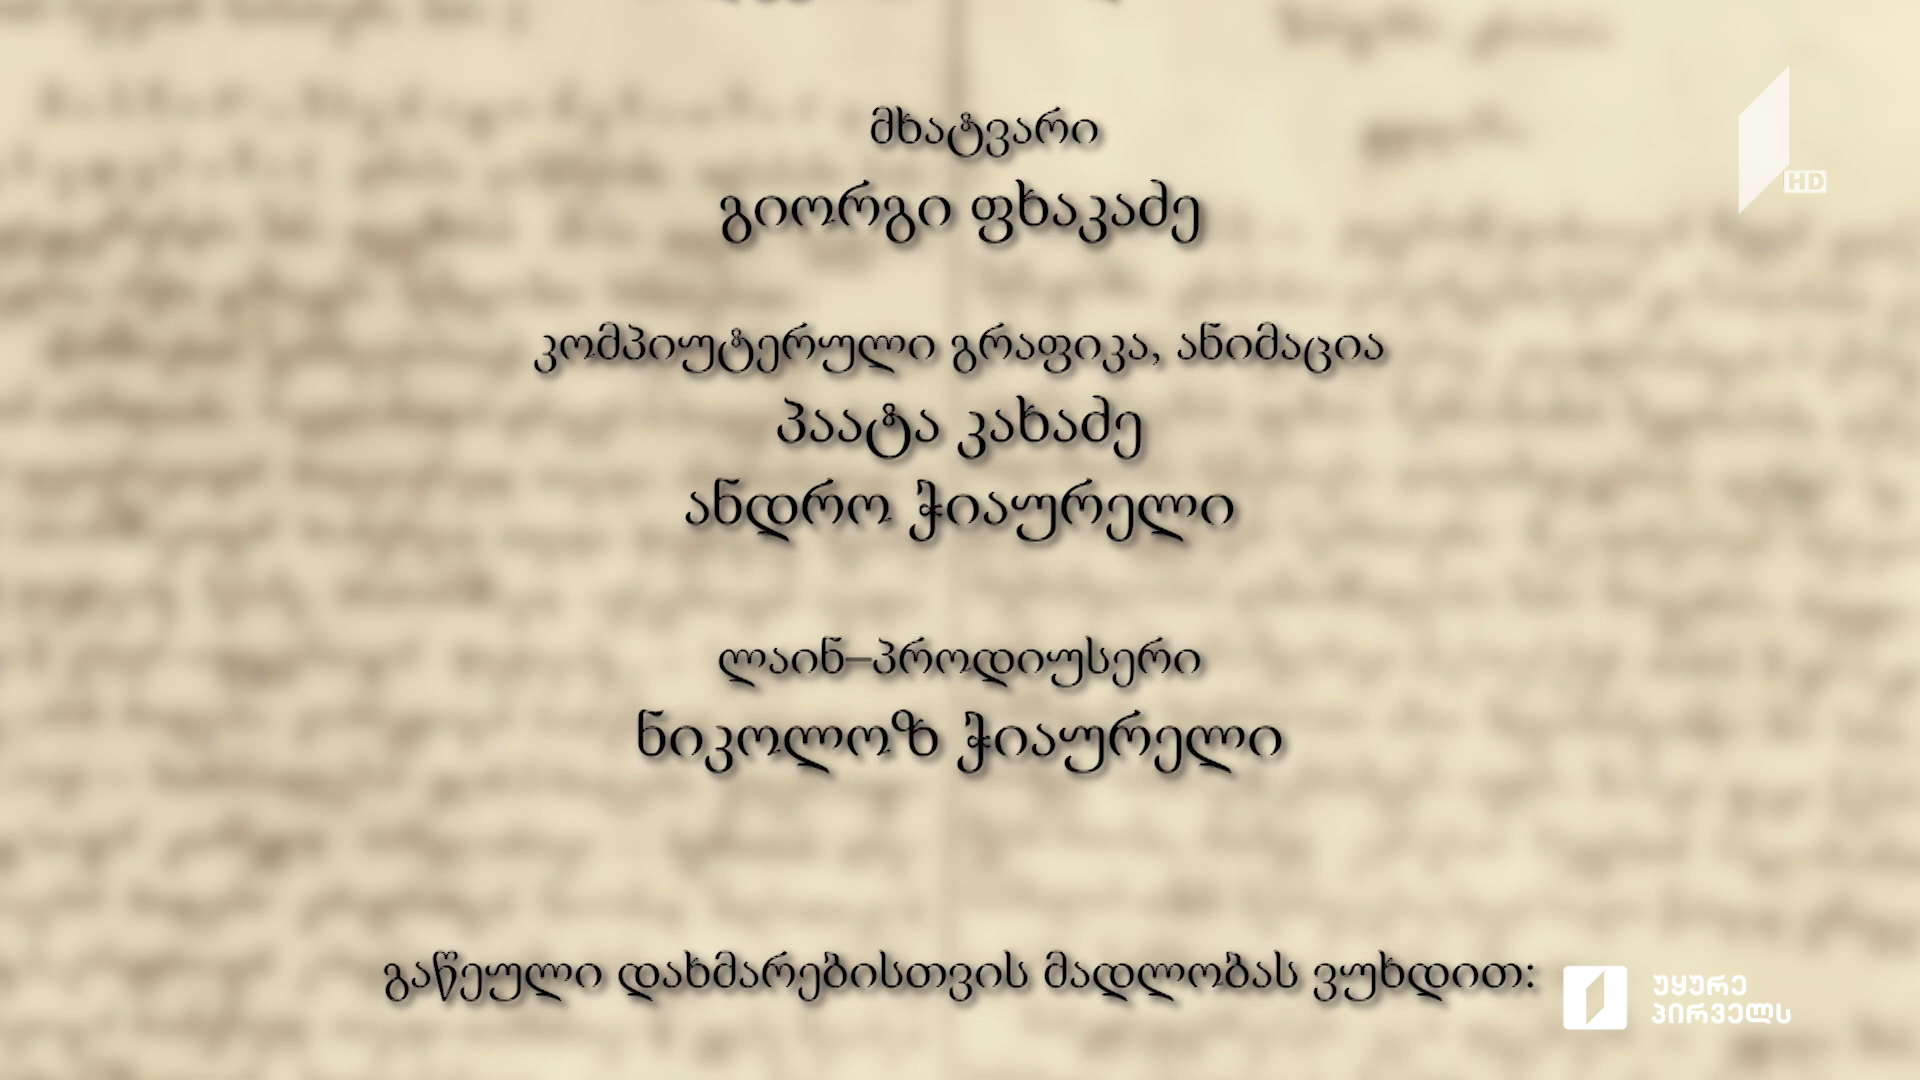 მხატვარი
გიორგი ფხაკაძე
კომპიუტერული გრაფიკა, ანიმაცია
პაატა კახაძე
ანდრო ჭიაურელი
ლაინ–პროდიუსერი
ნიკოლოზ ჭიაურელი
გაწეული დახმარებისთვის მადლობას ვუხდით:
HD
უყურე
პირველს